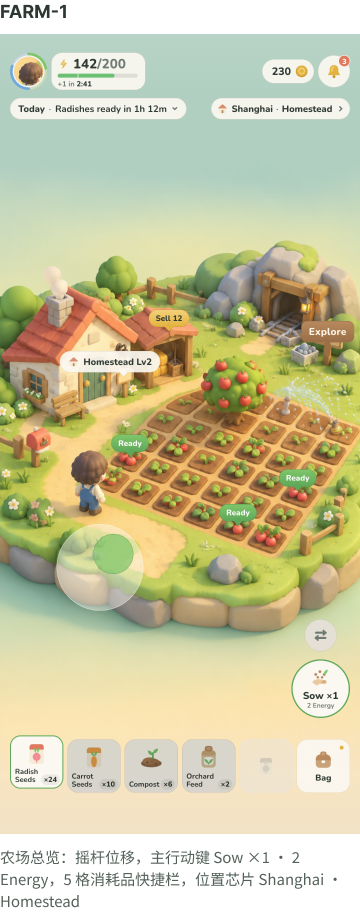 FARM-1
142/200
+1 in 2:41
230
3
Today · Radishes ready in 1h 12m
Shanghai · Homestead
Sell 12
Explore
Homestead Lv2
Ready
Ready
Ready
Sow ×1
2 Energy
Radish
Seeds ×24
Carrot
Seeds ×10
Compost ×6
Orchard
Feed ×2
Bag
农场总览：摇杆位移，主行动键 Sow ×1 · 2
Energy，5 格消耗品快捷栏，位置芯片 Shanghai ·
Homestead